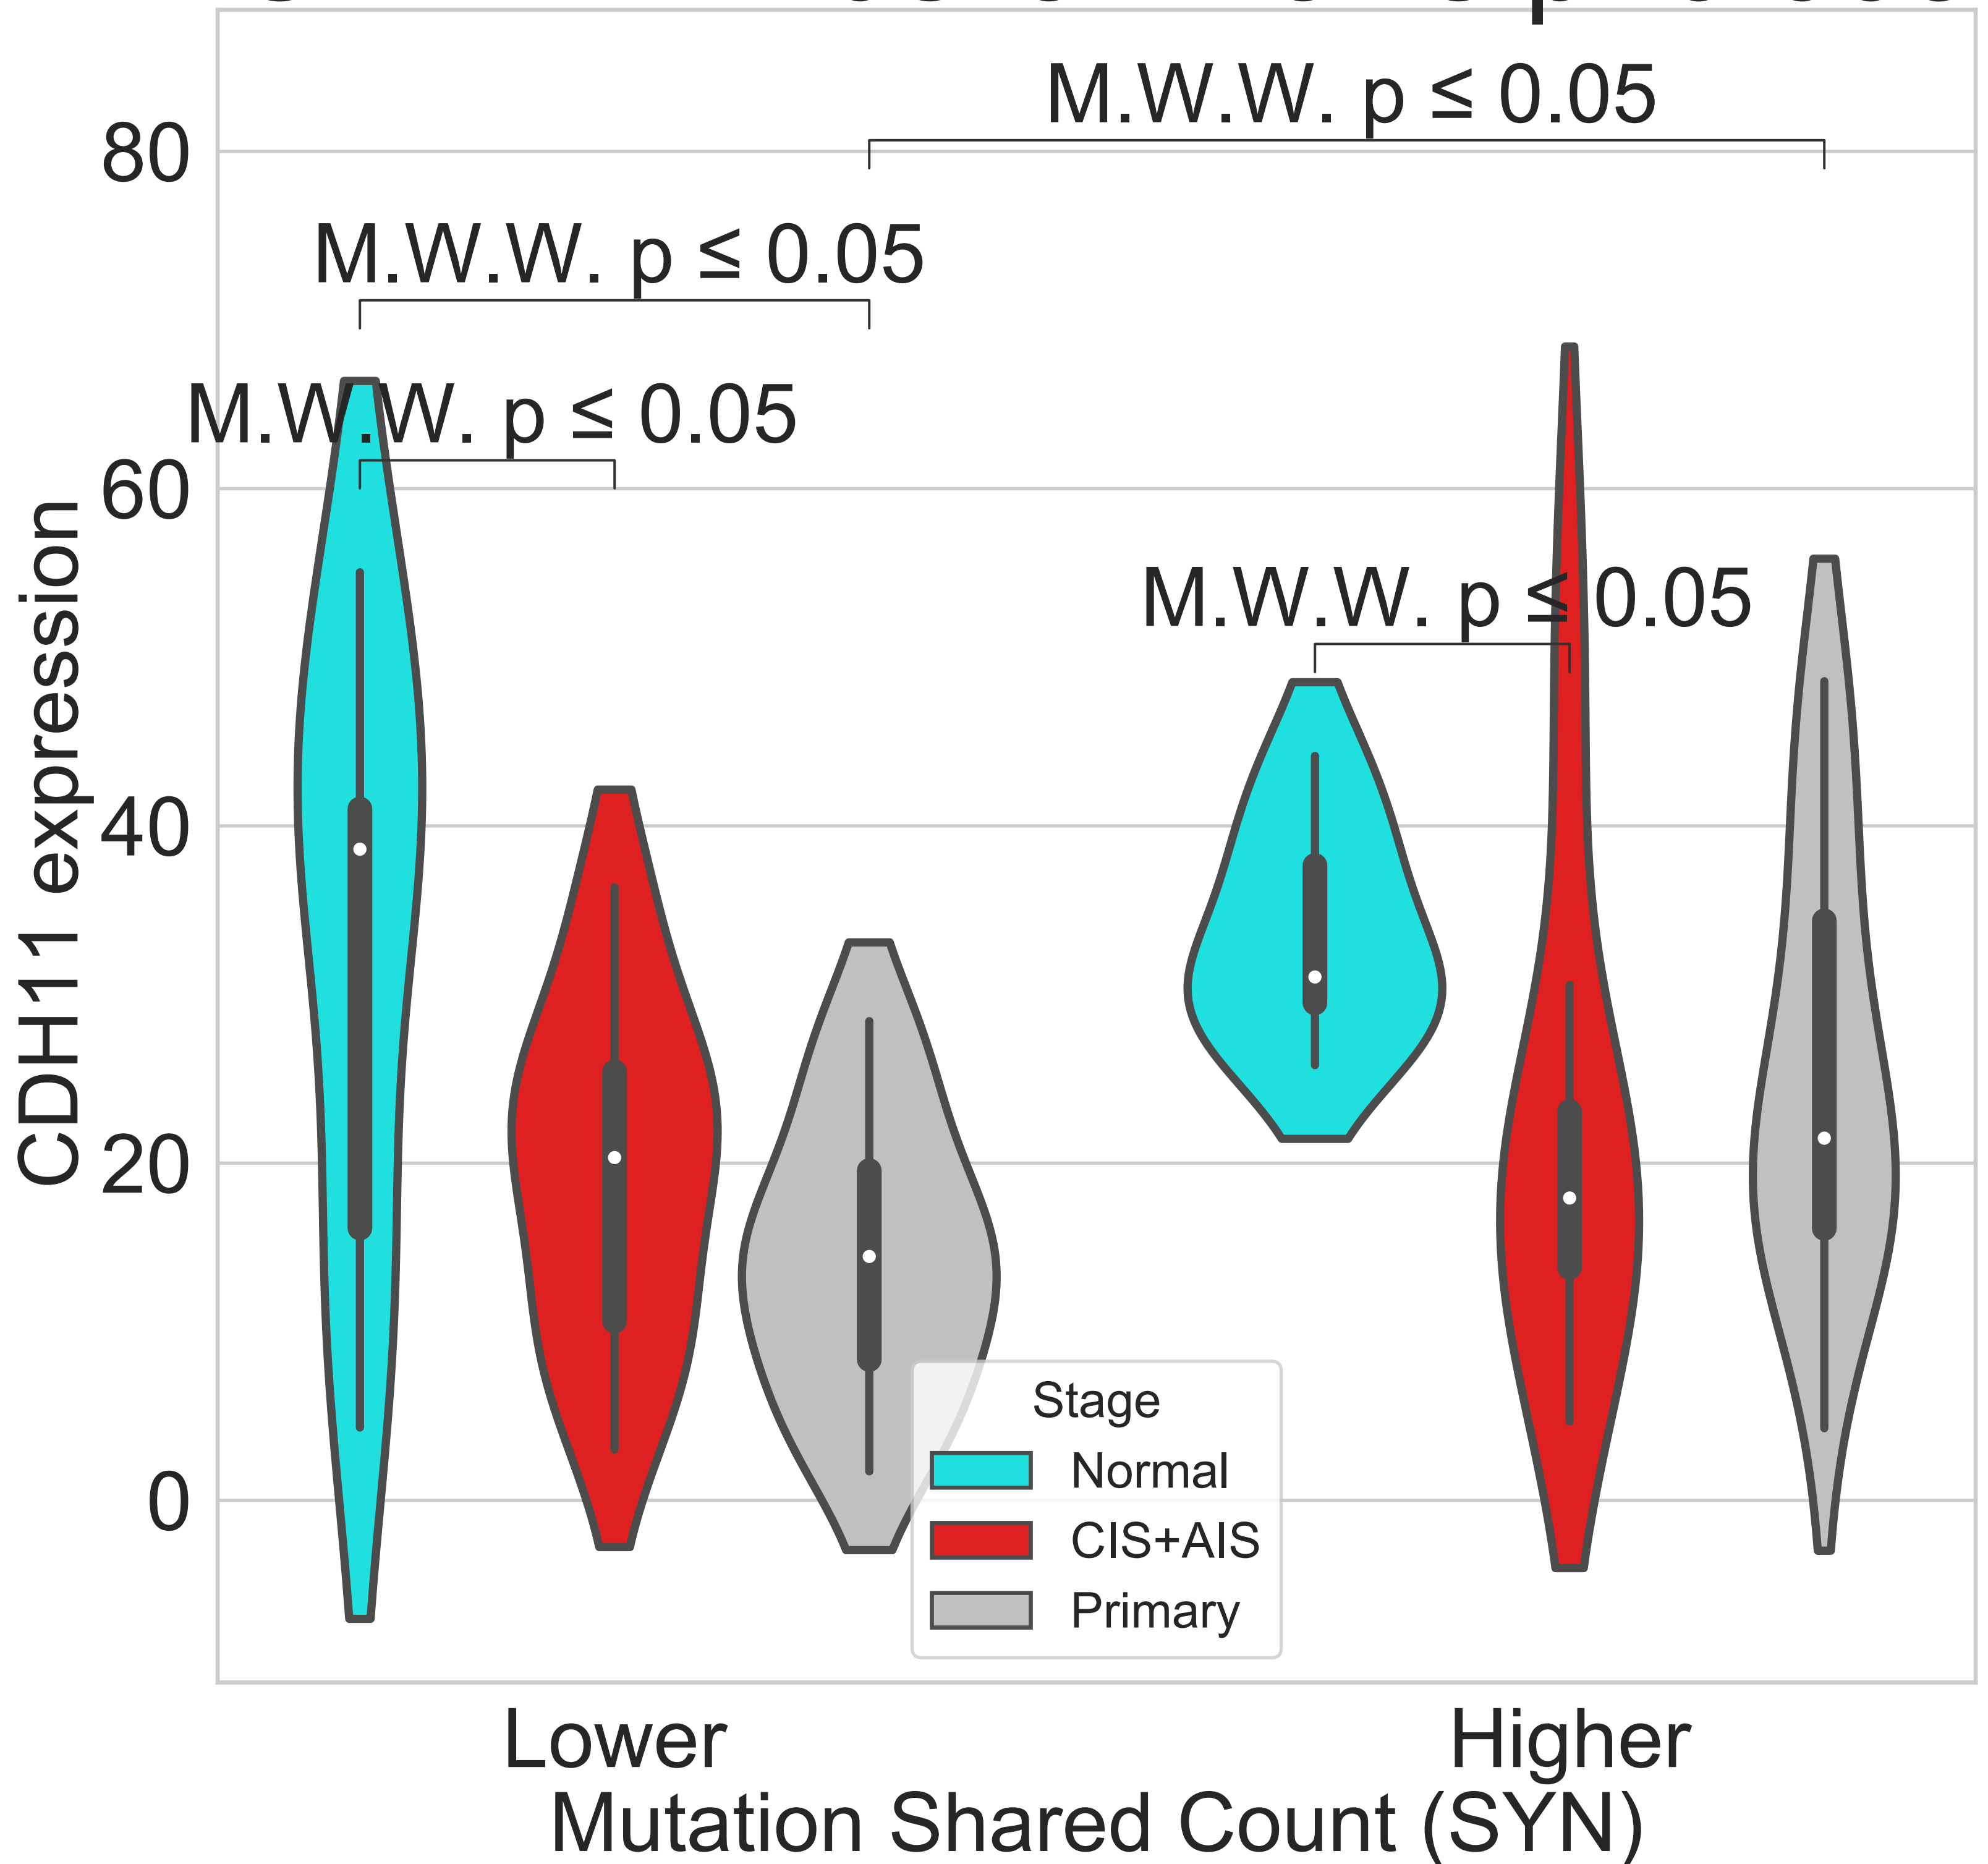 M.W.W. p ≤ 0.05
80
M.W.W. p ≤ 0.05
M.W.W. p ≤ 0.05
60
M.W.W. p ≤ 0.05
CDH11 expression
40
20
0
Stage
Normal
CIS+AIS
Primary
Lower
Higher
Mutation Shared Count (SYN)